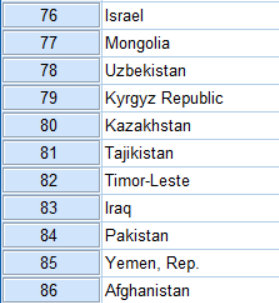 76 Israel
77 Mongolia
78 Uzbekistan
79 Kyrgyz Republic
80 Kazakhstan
81 Tajikistan
82 Timor-Leste
83 Iraq
84 Pakistan
85 Yemen, Rep.
86 Afghanistan